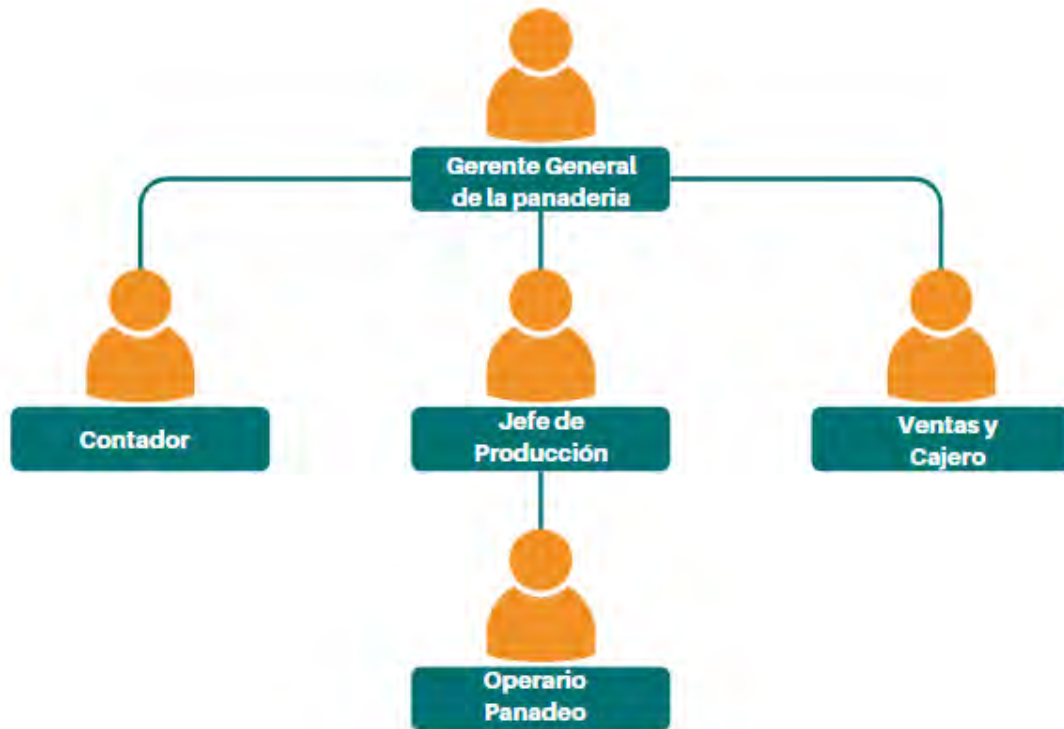 Gerente General
de la panaderia
Contador
Jefe de
Producción
Ventas y
Cajero
Operario
Panadeo